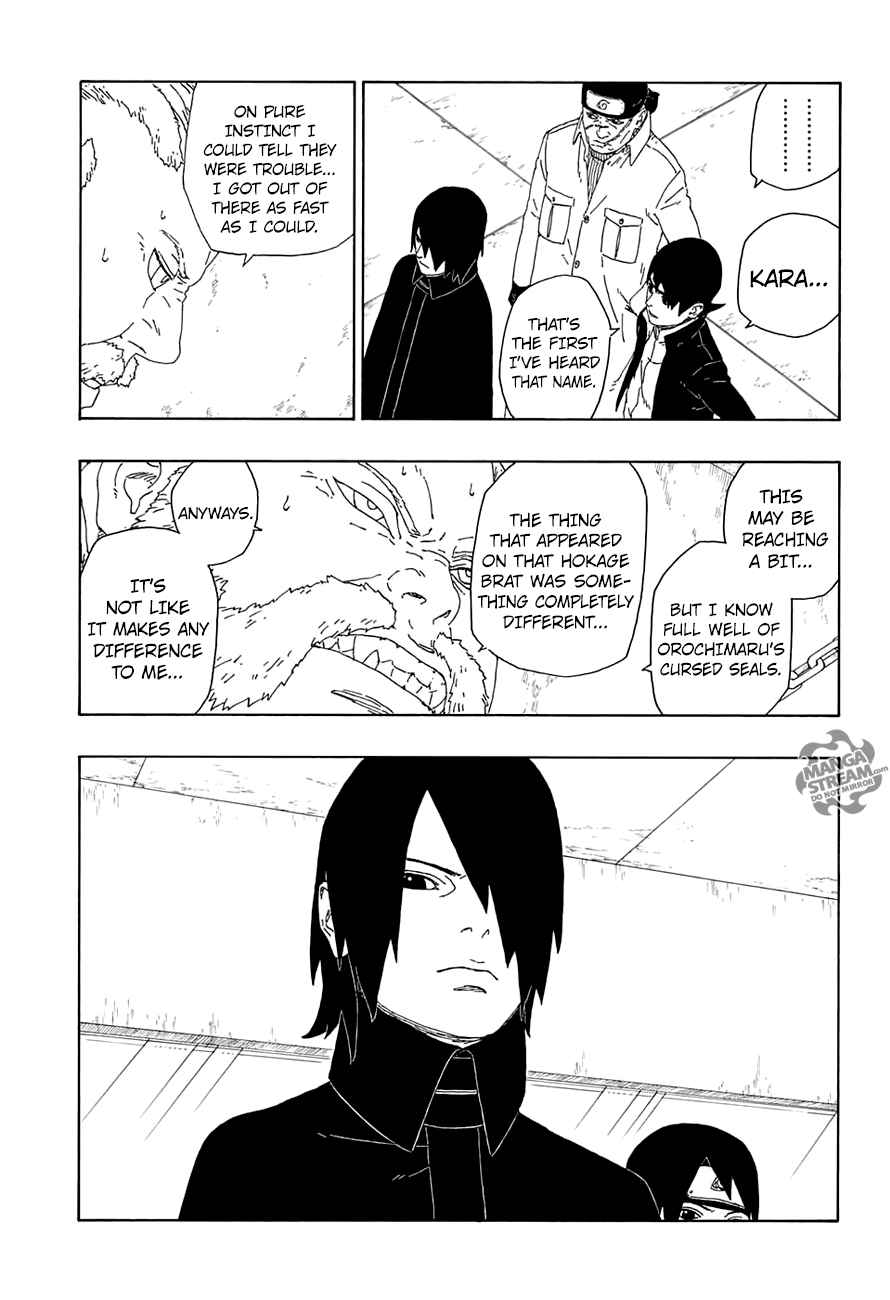 ........
KARA...
THAT'S
THE FIRST
I'VE HEARD
THAT NAME.
ON PURE
INSTINCT I
COULD TELL THEY
WERE TROUBLE...
I GOT OUT OF
THERE AS FAST
AS I COULD.
THIS
MAY BE
REACHING
A BIT...
BUT I KNOW
FULL WELL OF
OROCHIMARU'S
CURSED SEALS.
THE THING
THAT APPEARED
ON THAT HOKAGE
BRAT WAS SOME-
THING COMPLETELY
DIFFERENT...
ANYWAYS.
IT'S
NOT LIKE
IT MAKES ANY
DIFFERENCE
TO ME...
MANGA
STREAM.com
DO NOT MIRROR